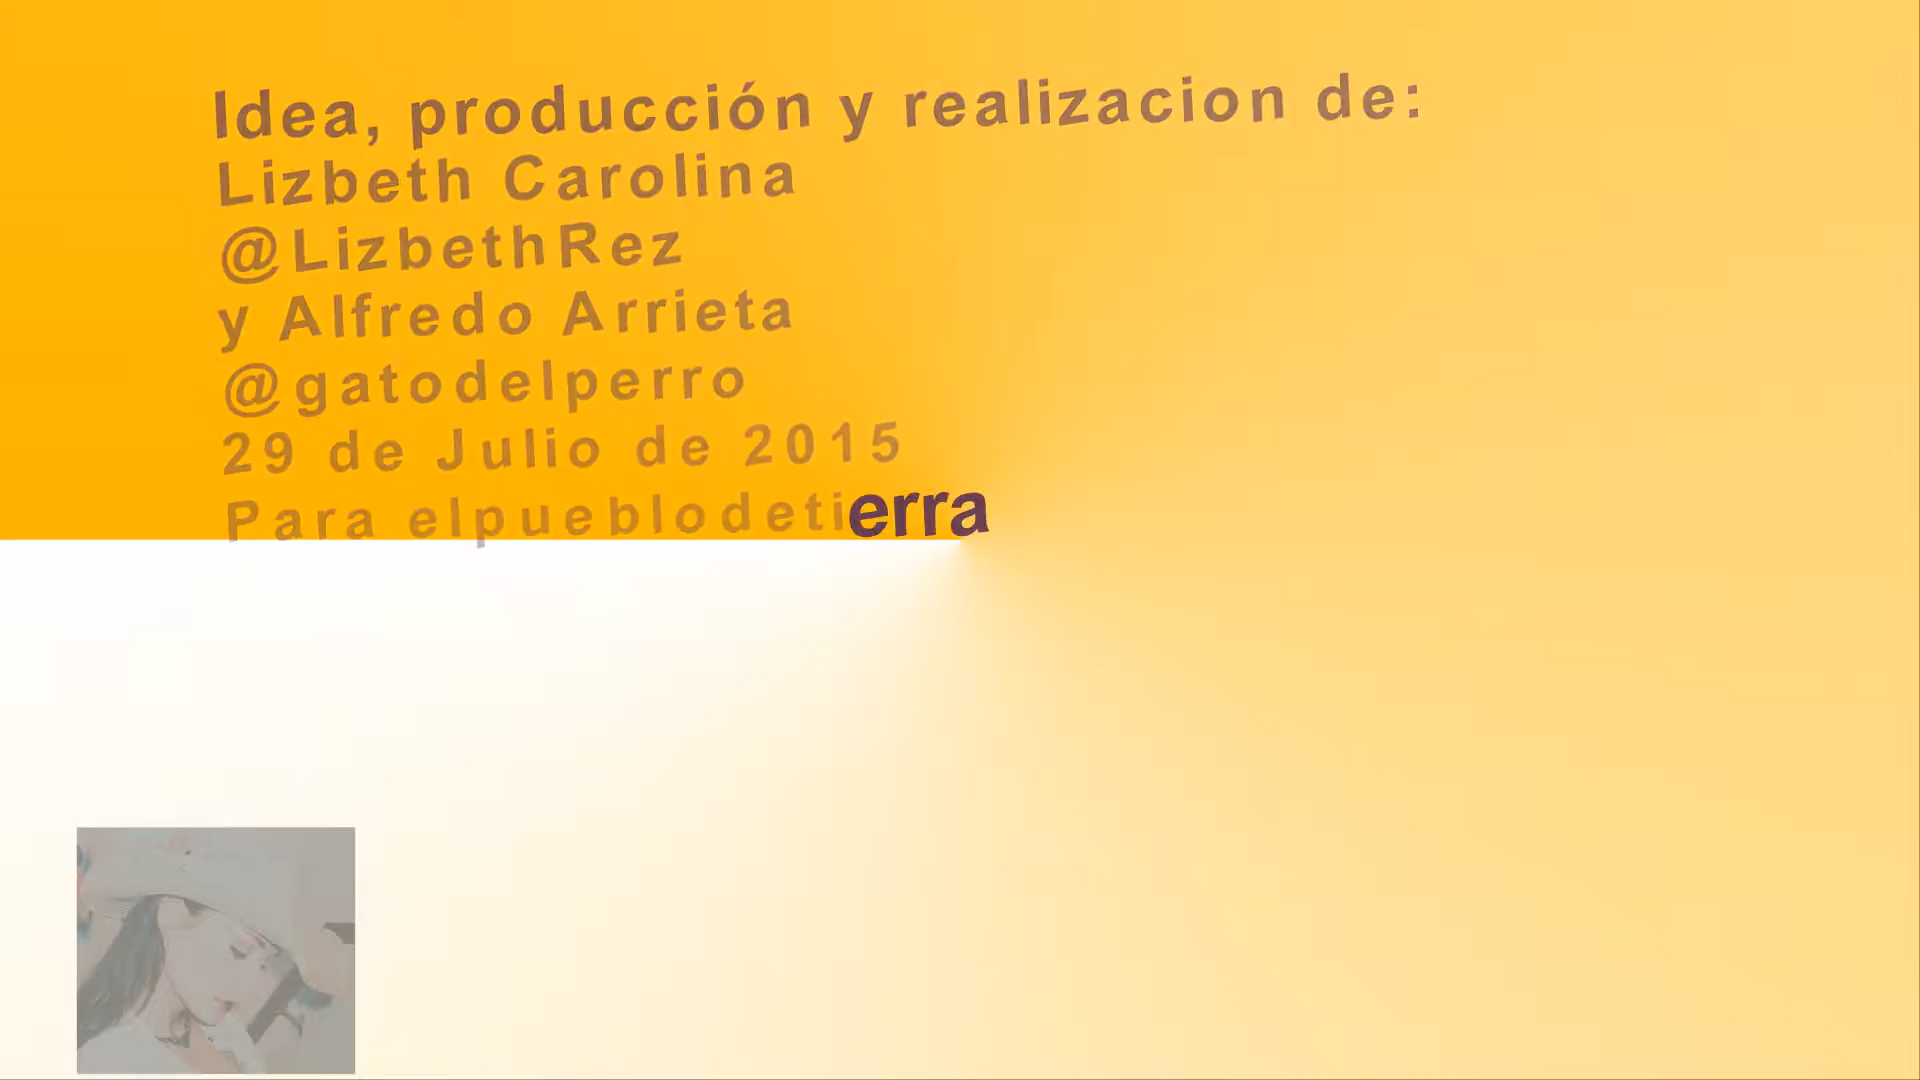 Idea, producción y realizacion de:
Lizbeth Carolina
@LizbethRez
y Alfredo Arrieta
@gatodelperro
29 de Julio de 2015
Para elpueblodetierra